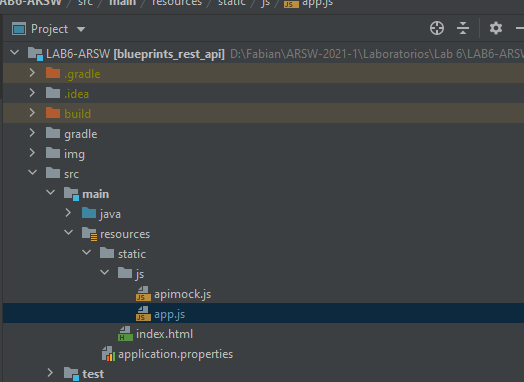 LAB6-ARSW / src / main / resources / static / js / app.js
Project
LAB6-ARSW [blueprints_rest_api] D:\Fabian\ARSW-2021-1\Laboratorios\Lab 6\LAB6-ARSW
.gradle
.idea
build
gradle
img
src
main
java
resources
static
js
JS apimock.js
JS app.js
H index.html
application.properties
test